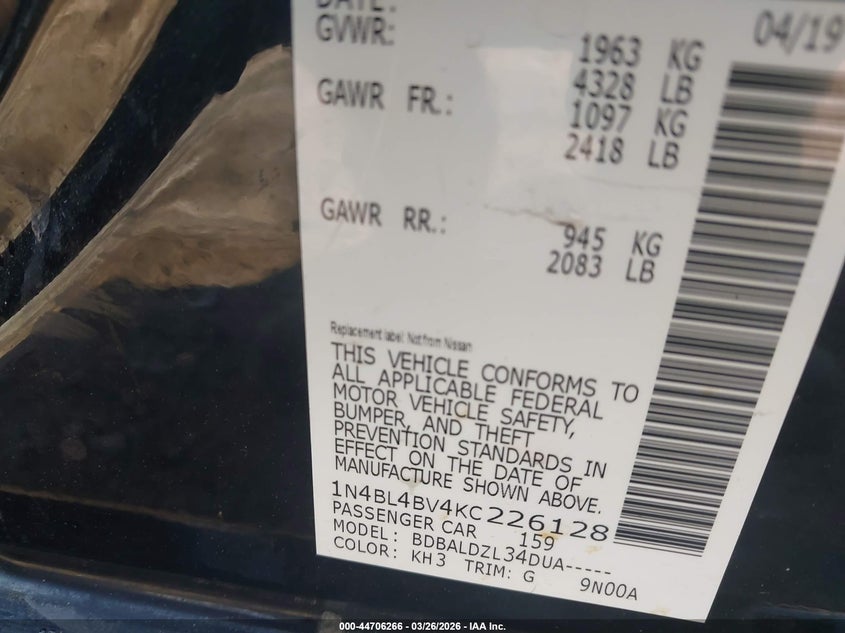 DATE: 04/19
GVWR: 1963 KG
4328 LB
GAWR FR.: 1097 KG
2418 LB
GAWR RR.: 945 KG
2083 LB
Replacement label: Not from Nissan
THIS VEHICLE CONFORMS TO
ALL APPLICABLE FEDERAL
MOTOR VEHICLE SAFETY,
BUMPER, AND THEFT
PREVENTION STANDARDS IN
EFFECT ON THE DATE OF
MANUFACTURE SHOWN ABOVE.
1N4BL4BV4KC226128
PASSENGER CAR 159
MODEL: BDBALDZL34DUA-----
COLOR: KH3 TRIM: G 9N00A
000-44706266 - 03/26/2026 - IAA Inc.